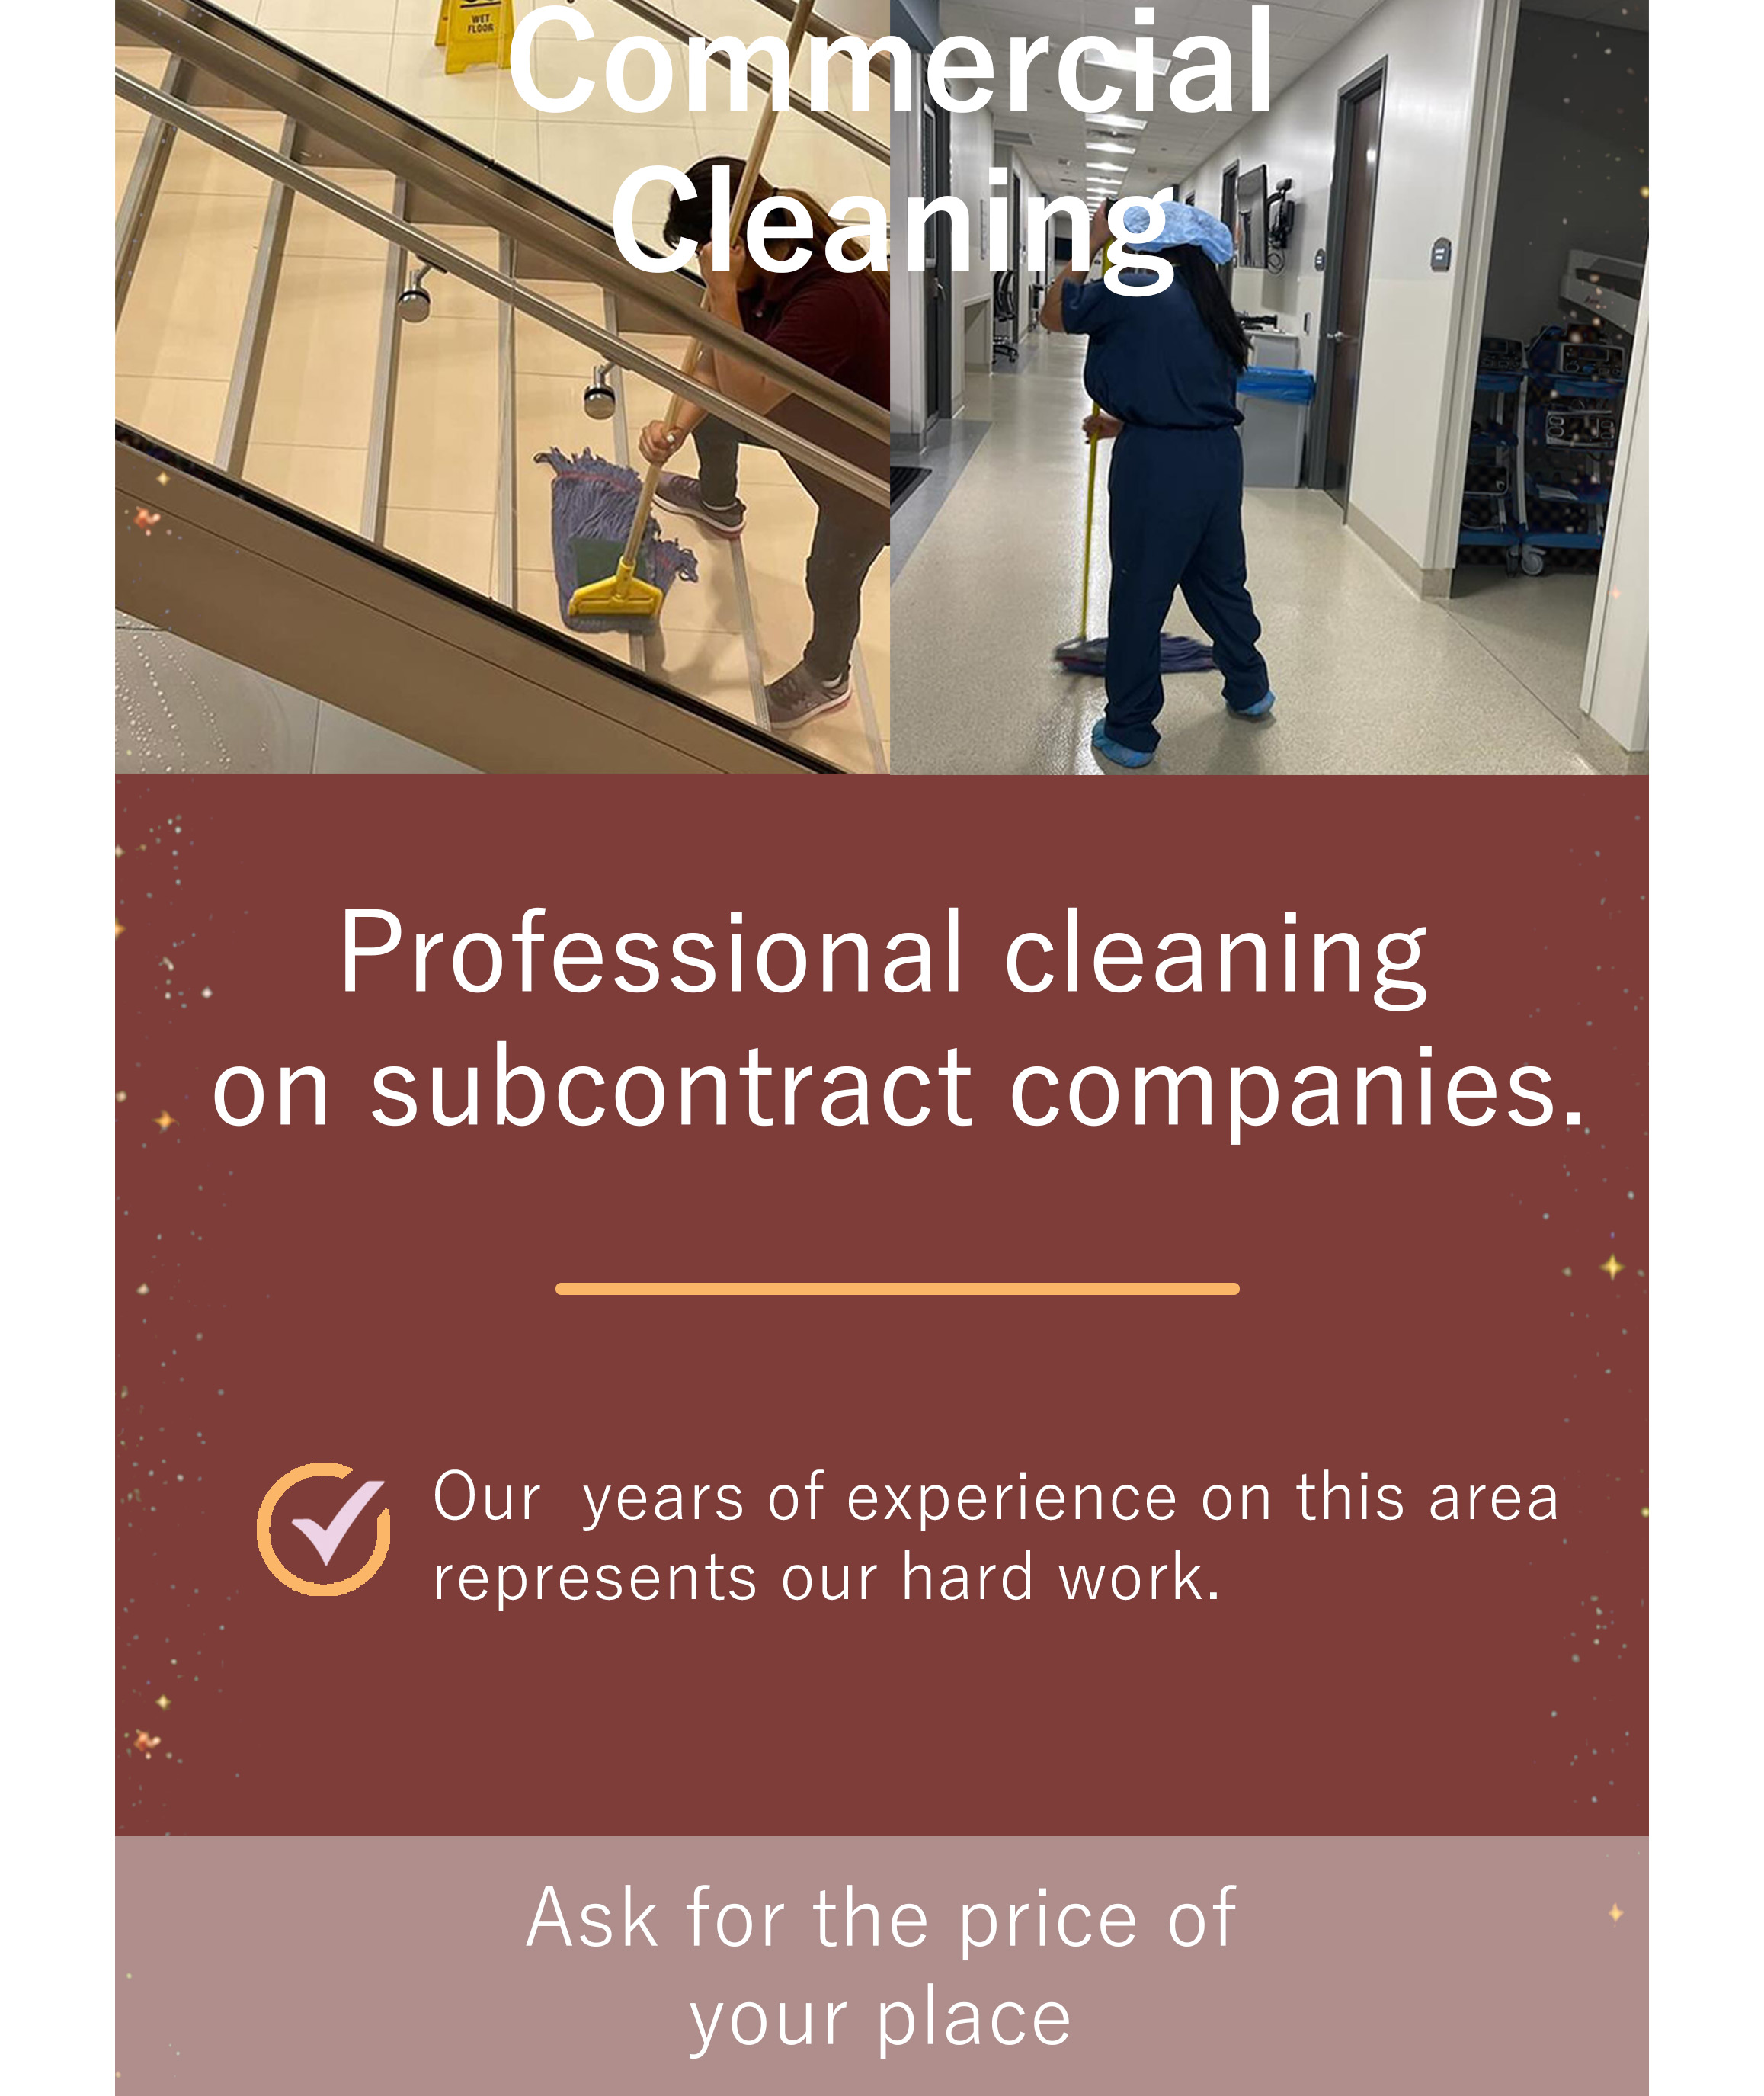 WET
FLOOR
Commercial
Cleaning
Professional cleaning
on subcontract companies.
Our  years of experience on this area
represents our hard work.
Ask for the price of
your place